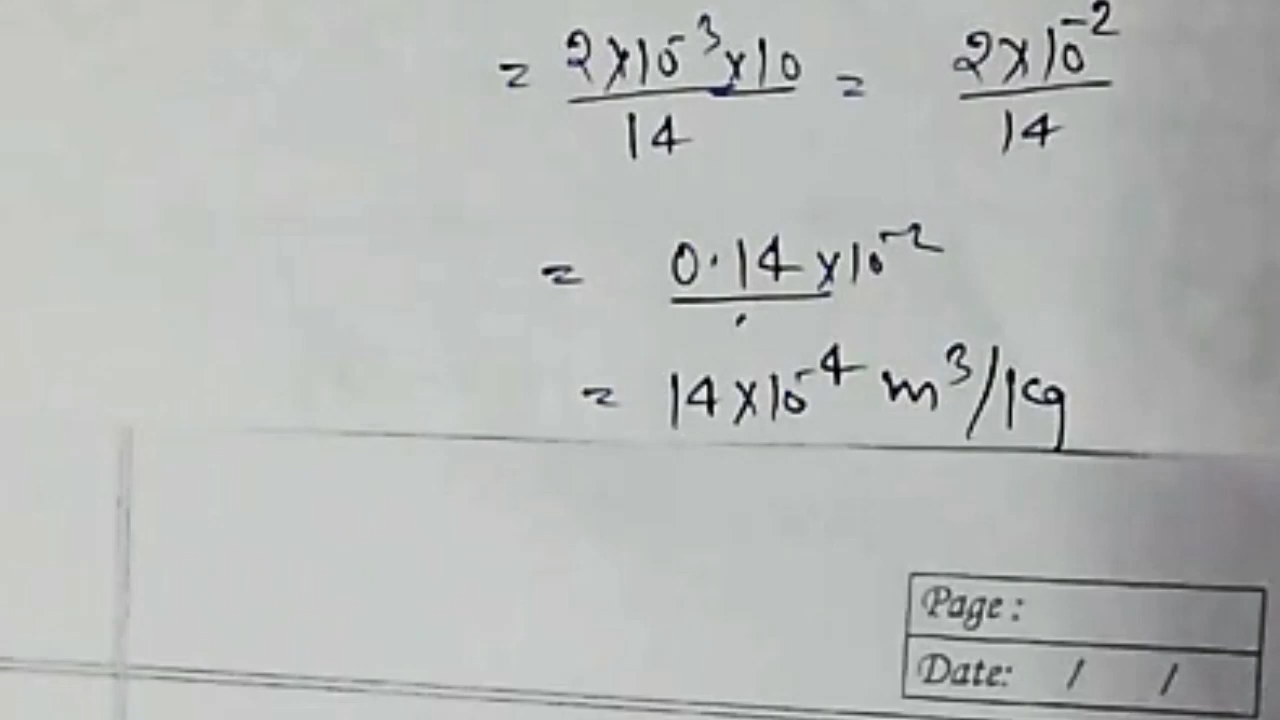 = 2×10⁻³×10 / 14 = 2×10⁻² / 14
= 0.14×10⁻²
= 14×10⁻⁴ m³/kg
Page :
Date: / /